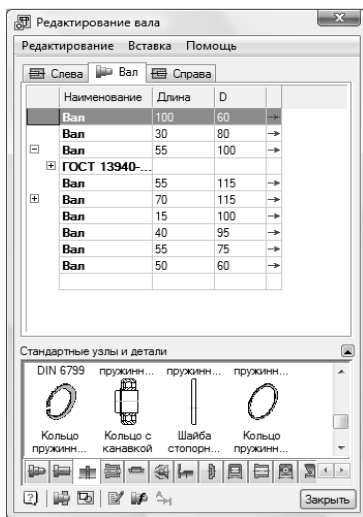 Редактирование вала
Редактирование Вставка Помощь
Слева Вал Справа
Наименование Длина D
Вал 100 60
Вал 30 80
Вал 55 100
ГОСТ 13940-...
Вал 55 115
Вал 70 115
Вал 15 100
Вал 40 95
Вал 55 75
Вал 50 60
Стандартные узлы и детали
DIN 6799 пружинн... пружинн... пружинн...
Кольцо Кольцо с Шайба Кольцо
пружинн... канавкой стопорн... пружинн...
Закрыть